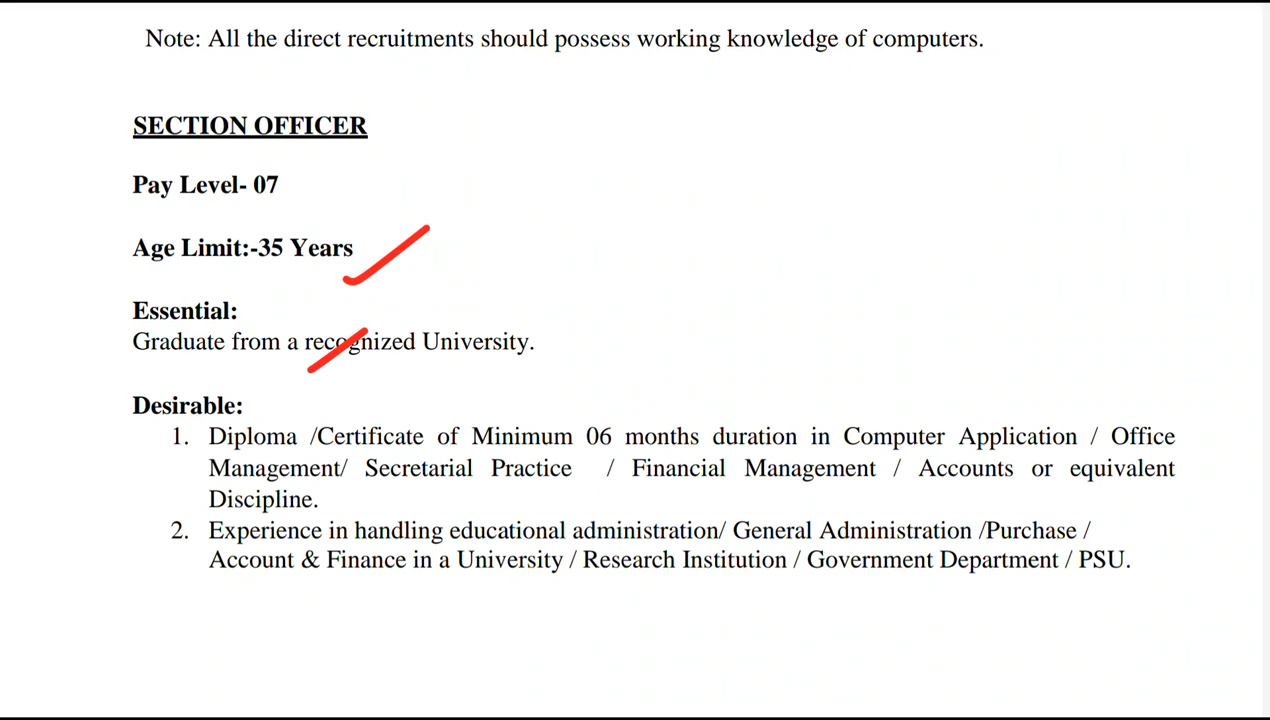 Note: All the direct recruitments should possess working knowledge of computers.
SECTION OFFICER
Pay Level- 07
Age Limit:-35 Years
Essential:
Graduate from a recognized University.
Desirable:
1. Diploma /Certificate of Minimum 06 months duration in Computer Application / Office
Management/ Secretarial Practice / Financial Management / Accounts or equivalent
Discipline.
2. Experience in handling educational administration/ General Administration /Purchase /
Account & Finance in a University / Research Institution / Government Department / PSU.